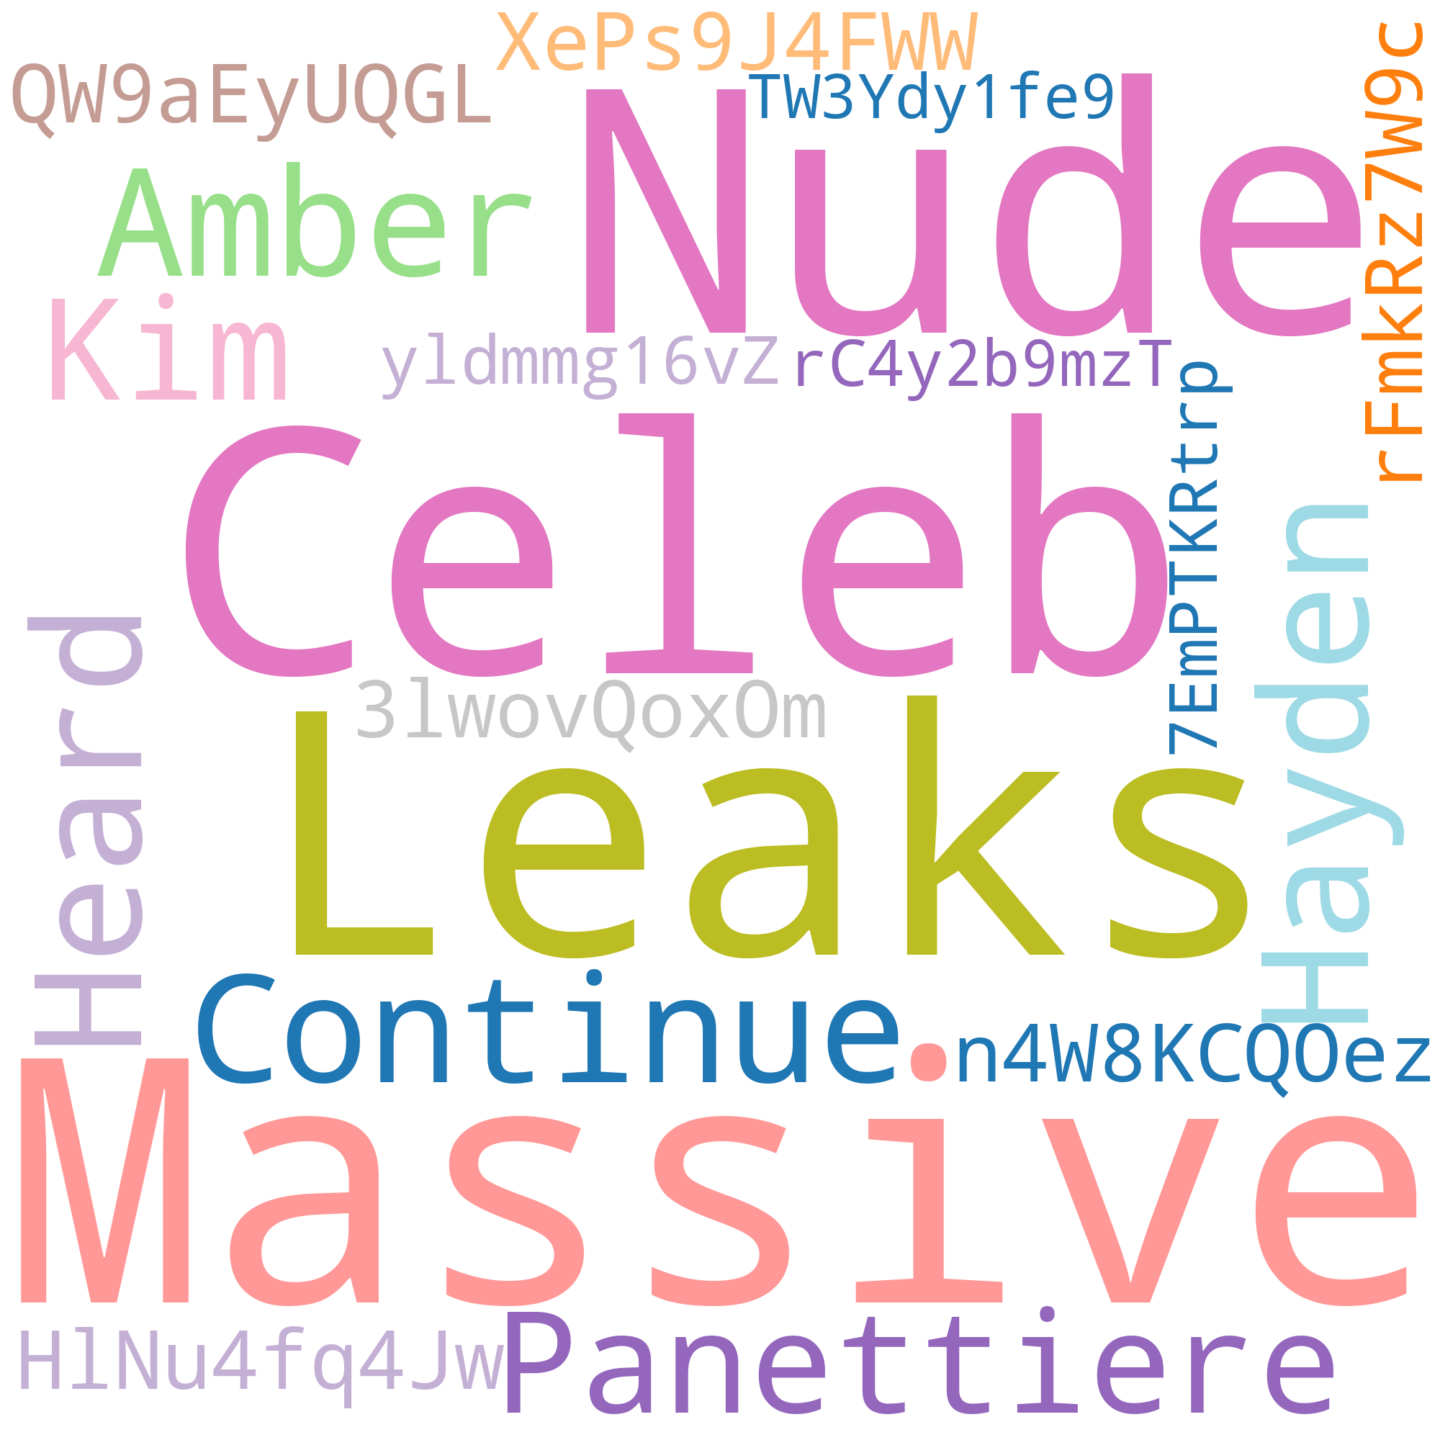 XePs9J4FWW
QW9aEyUQGL
TW3Ydy1fe9
rFmkRz7W9c
Nude
Amber
Kim
yldmmg16vZ
rC4y2b9mzT
7EmPTKRtrp
Celeb
Hayden
Heard
3lwovQoxOm
Leaks
Continue
n4W8KCQOez
Massive
HlNu4fq4Jw
Panettiere